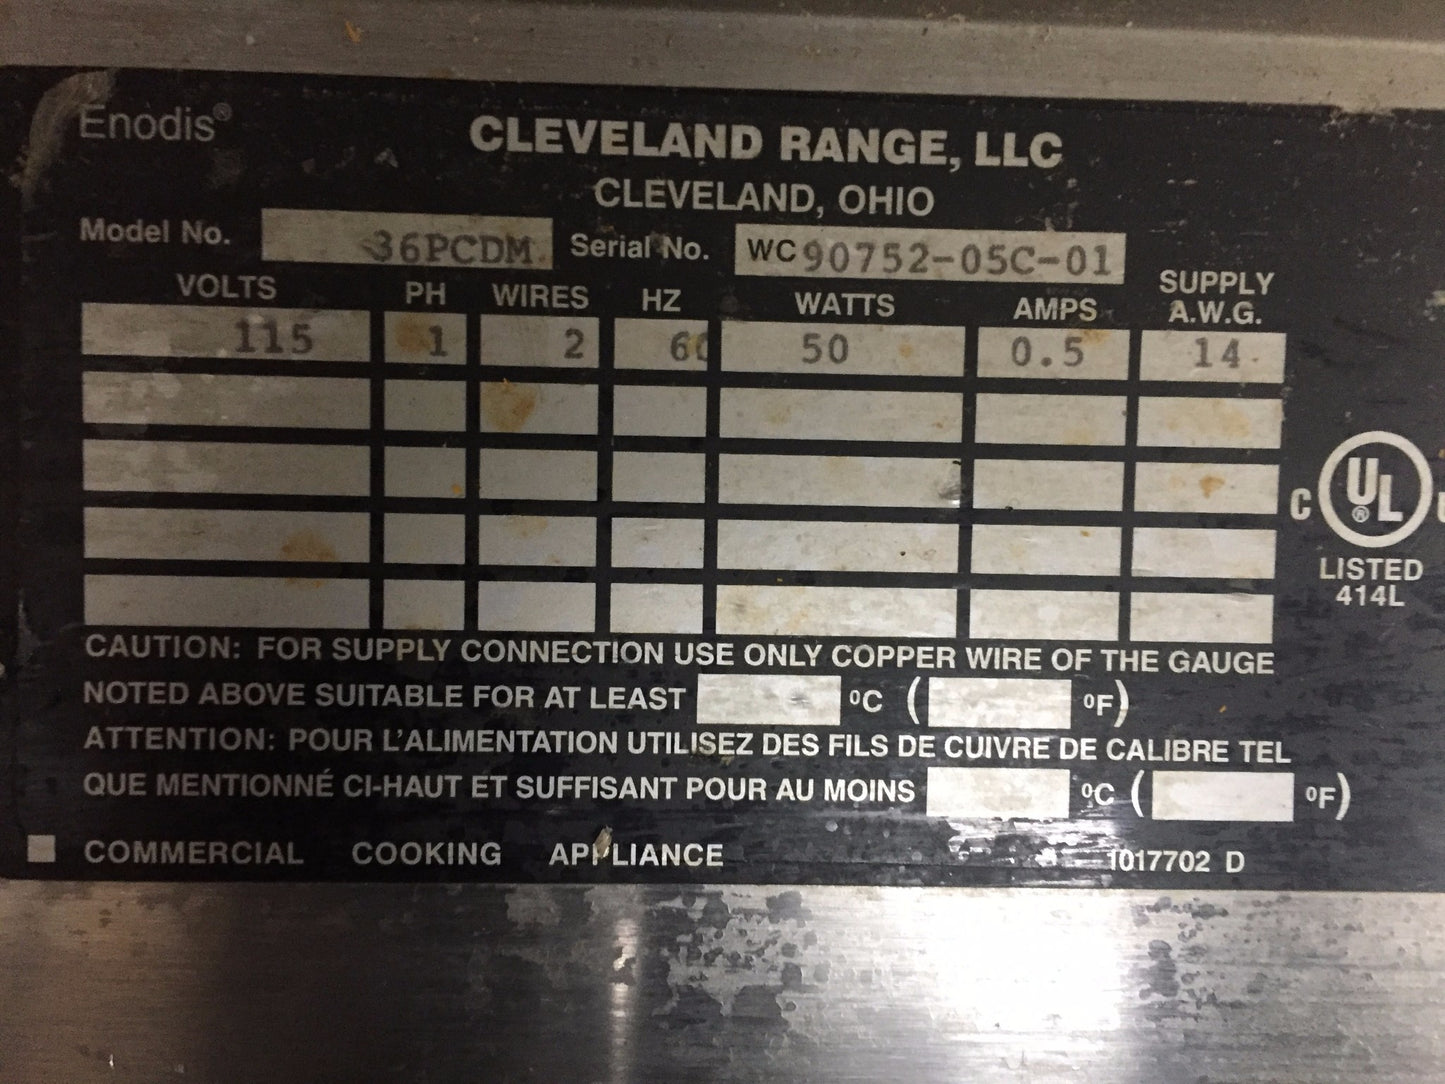 Enodis®
CLEVELAND RANGE, LLC
CLEVELAND, OHIO
Model No. 36PCDM Serial No. WC90752-05C-01
VOLTS PH WIRES HZ WATTS AMPS SUPPLY A.W.G.
115 1 2 60 50 0.5 14
C UL® 
LISTED
414L
CAUTION: FOR SUPPLY CONNECTION USE ONLY COPPER WIRE OF THE GAUGE
NOTED ABOVE SUITABLE FOR AT LEAST ºC ( ºF)
ATTENTION: POUR L'ALIMENTATION UTILISEZ DES FILS DE CUIVRE DE CALIBRE TEL
QUE MENTIONNÉ CI-HAUT ET SUFFISANT POUR AU MOINS ºC ( ºF)
COMMERCIAL COOKING APPLIANCE 1017702 D